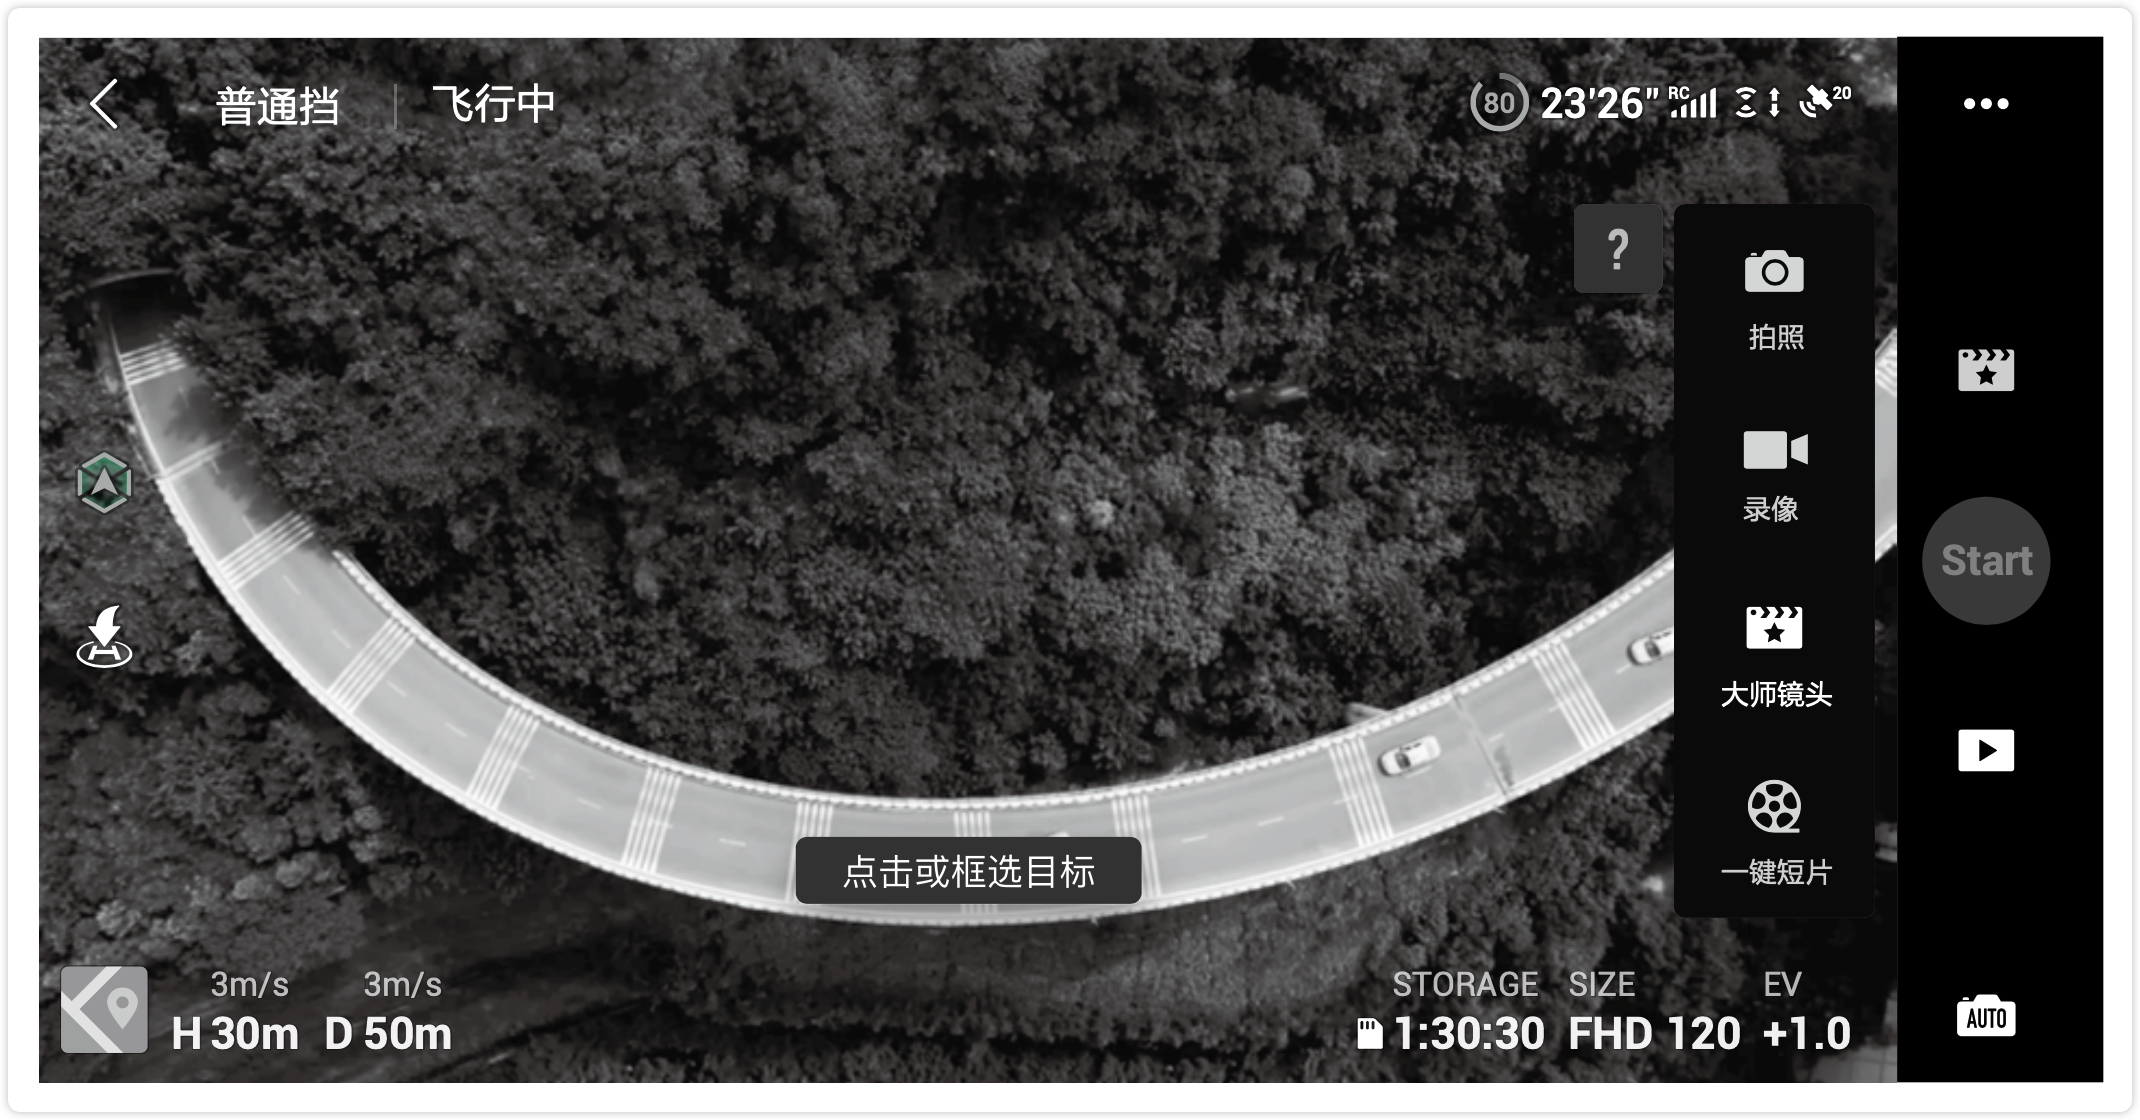 普通挡 飞行中 80 23'26" RC 20
?
拍照
录像
大师镜头
一键短片
Start
点击或框选目标
3m/s 3m/s
H 30m D 50m
STORAGE SIZE EV
1:30:30 FHD 120 +1.0
AUTO